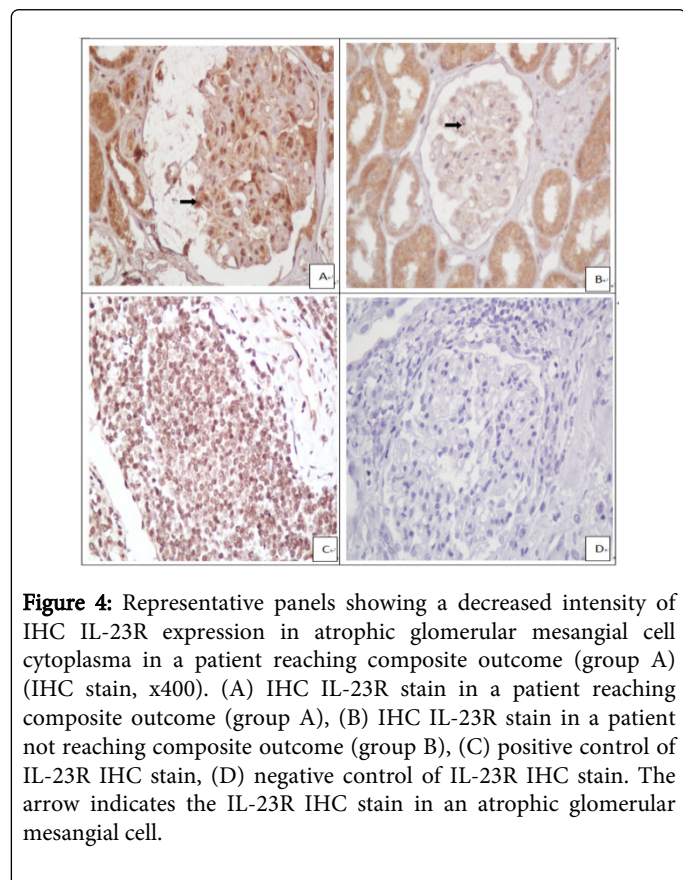 A
B
C
D
Figure 4: Representative panels showing a decreased intensity of
IHC IL-23R expression in atrophic glomerular mesangial cell
cytoplasma in a patient reaching composite outcome (group A)
(IHC stain, x400). (A) IHC IL-23R stain in a patient reaching
composite outcome (group A), (B) IHC IL-23R stain in a patient
not reaching composite outcome (group B), (C) positive control of
IL-23R IHC stain, (D) negative control of IL-23R IHC stain. The
arrow indicates the IL-23R IHC stain in an atrophic glomerular
mesangial cell.